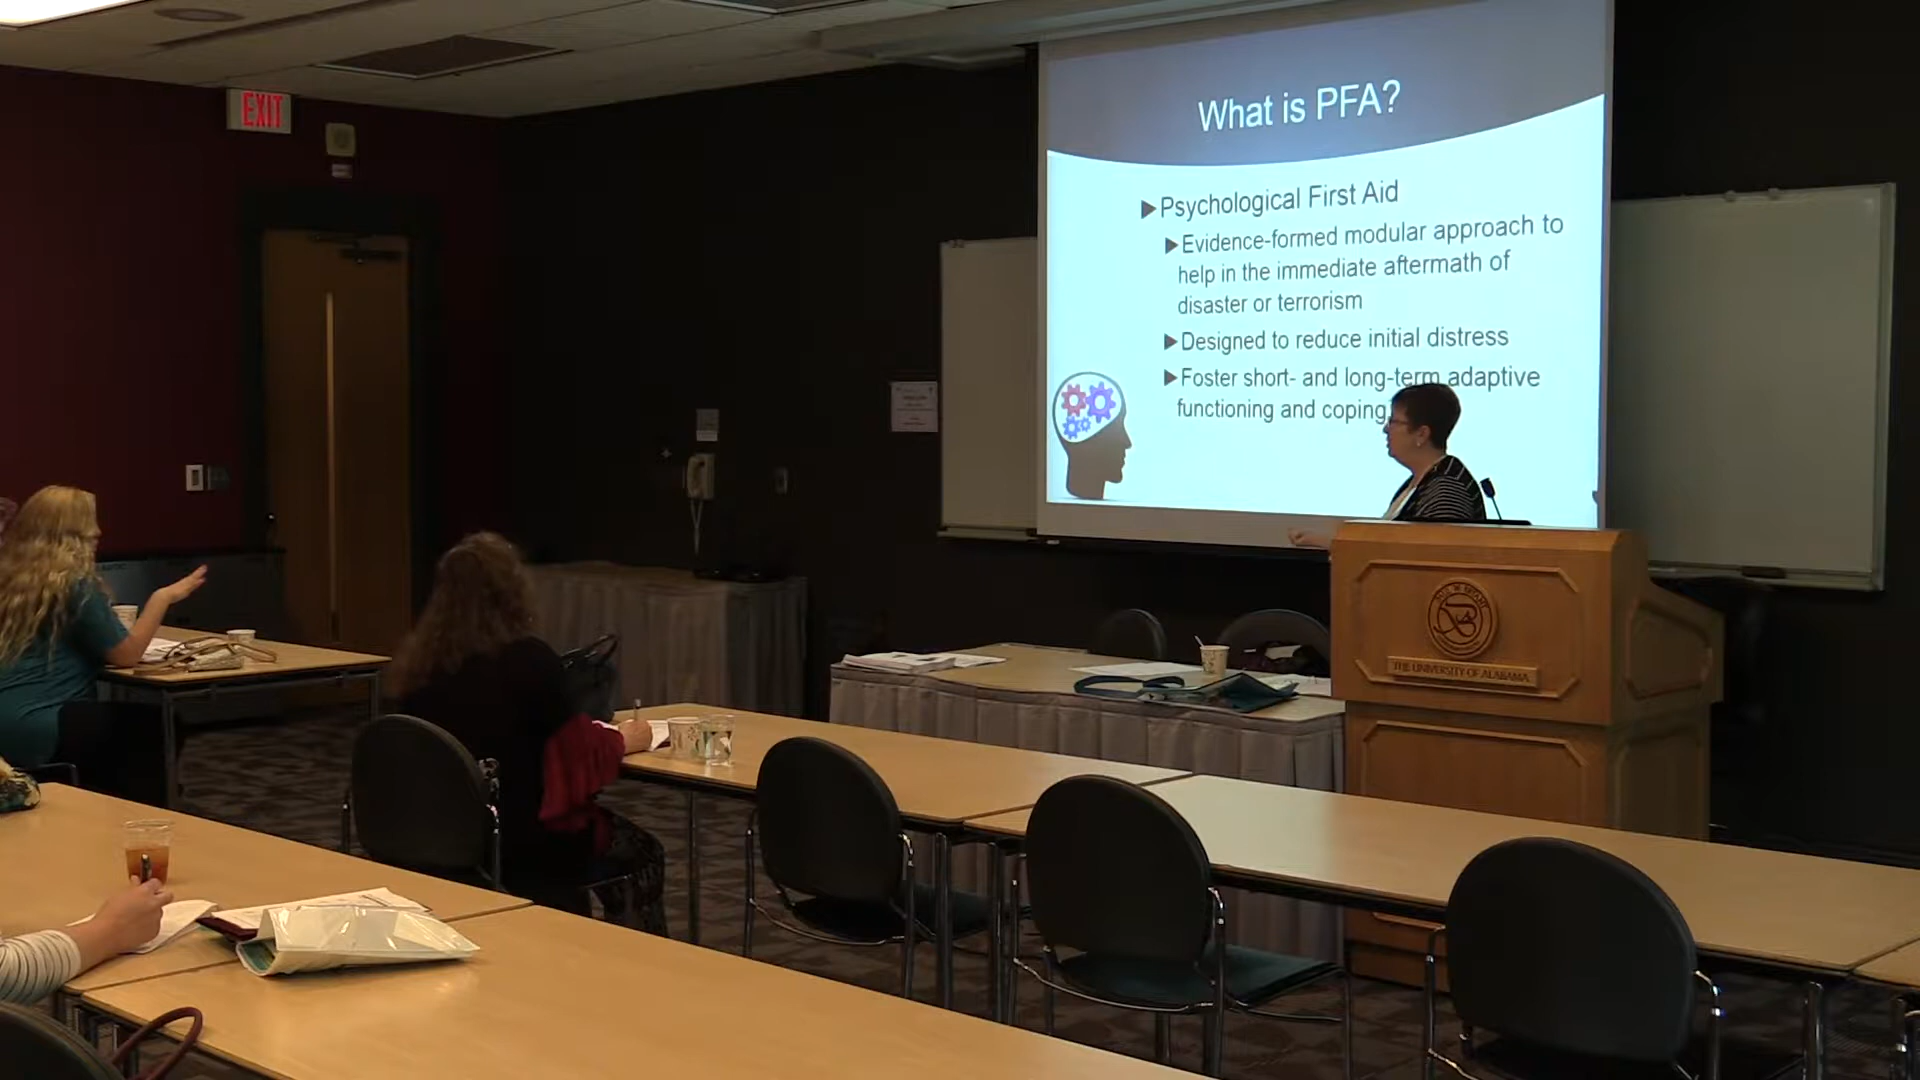 EXIT
What is PFA?
Psychological First Aid
Evidence-formed modular approach to
help in the immediate aftermath of
disaster or terrorism
Designed to reduce initial distress
Foster short- and long-term adaptive
functioning and coping
THE UNIVERSITY OF ALABAMA